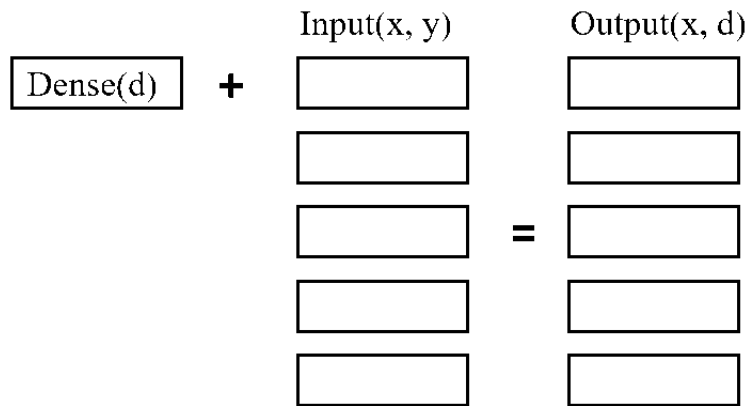 Input(x, y)
Output(x, d)
Dense(d)
+
=